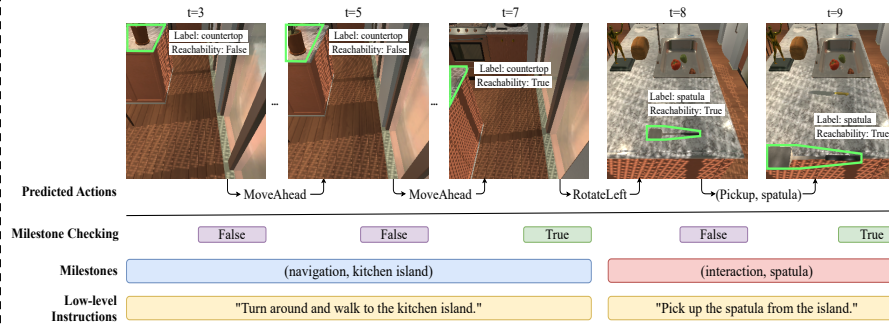 t=3 t=5 t=7 t=8 t=9
Label: countertop
Reachability: False
Label: countertop
Reachability: False
Label: countertop
Reachability: True
Label: spatula
Reachability: True
Label: spatula
Reachability: True
... ...
Predicted Actions MoveAhead MoveAhead RotateLeft (Pickup, spatula)
Milestone Checking False False True False True
Milestones (navigation, kitchen island) (interaction, spatula)
Low-level
Instructions
"Turn around and walk to the kitchen island." "Pick up the spatula from the island."